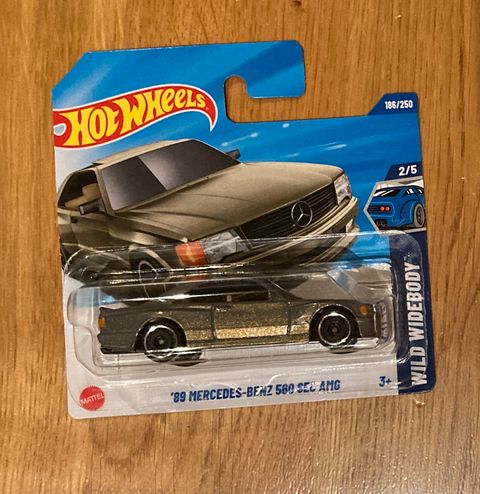 HOT WHEELS
186/250
2/5
WILD WIDEBODY
MATTEL
'89 MERCEDES-BENZ 560 SEC AMG
3+